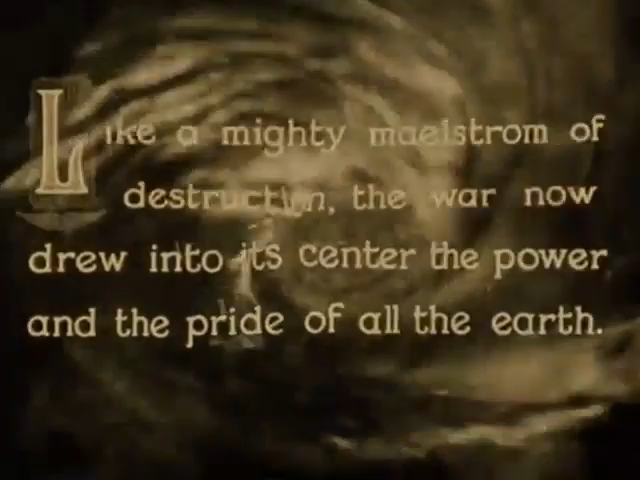 Like a mighty maelstrom of
destruction, the war now
drew into its center the power
and the pride of all the earth.